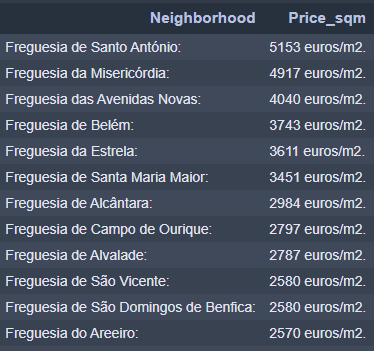 Neighborhood Price_sqm
Freguesia de Santo António: 5153 euros/m2.
Freguesia da Misericórdia: 4917 euros/m2.
Freguesia das Avenidas Novas: 4040 euros/m2.
Freguesia de Belém: 3743 euros/m2.
Freguesia da Estrela: 3611 euros/m2.
Freguesia de Santa Maria Maior: 3451 euros/m2.
Freguesia de Alcântara: 2984 euros/m2.
Freguesia de Campo de Ourique: 2797 euros/m2.
Freguesia de Alvalade: 2787 euros/m2.
Freguesia de São Vicente: 2580 euros/m2.
Freguesia de São Domingos de Benfica: 2580 euros/m2.
Freguesia do Areeiro: 2570 euros/m2.